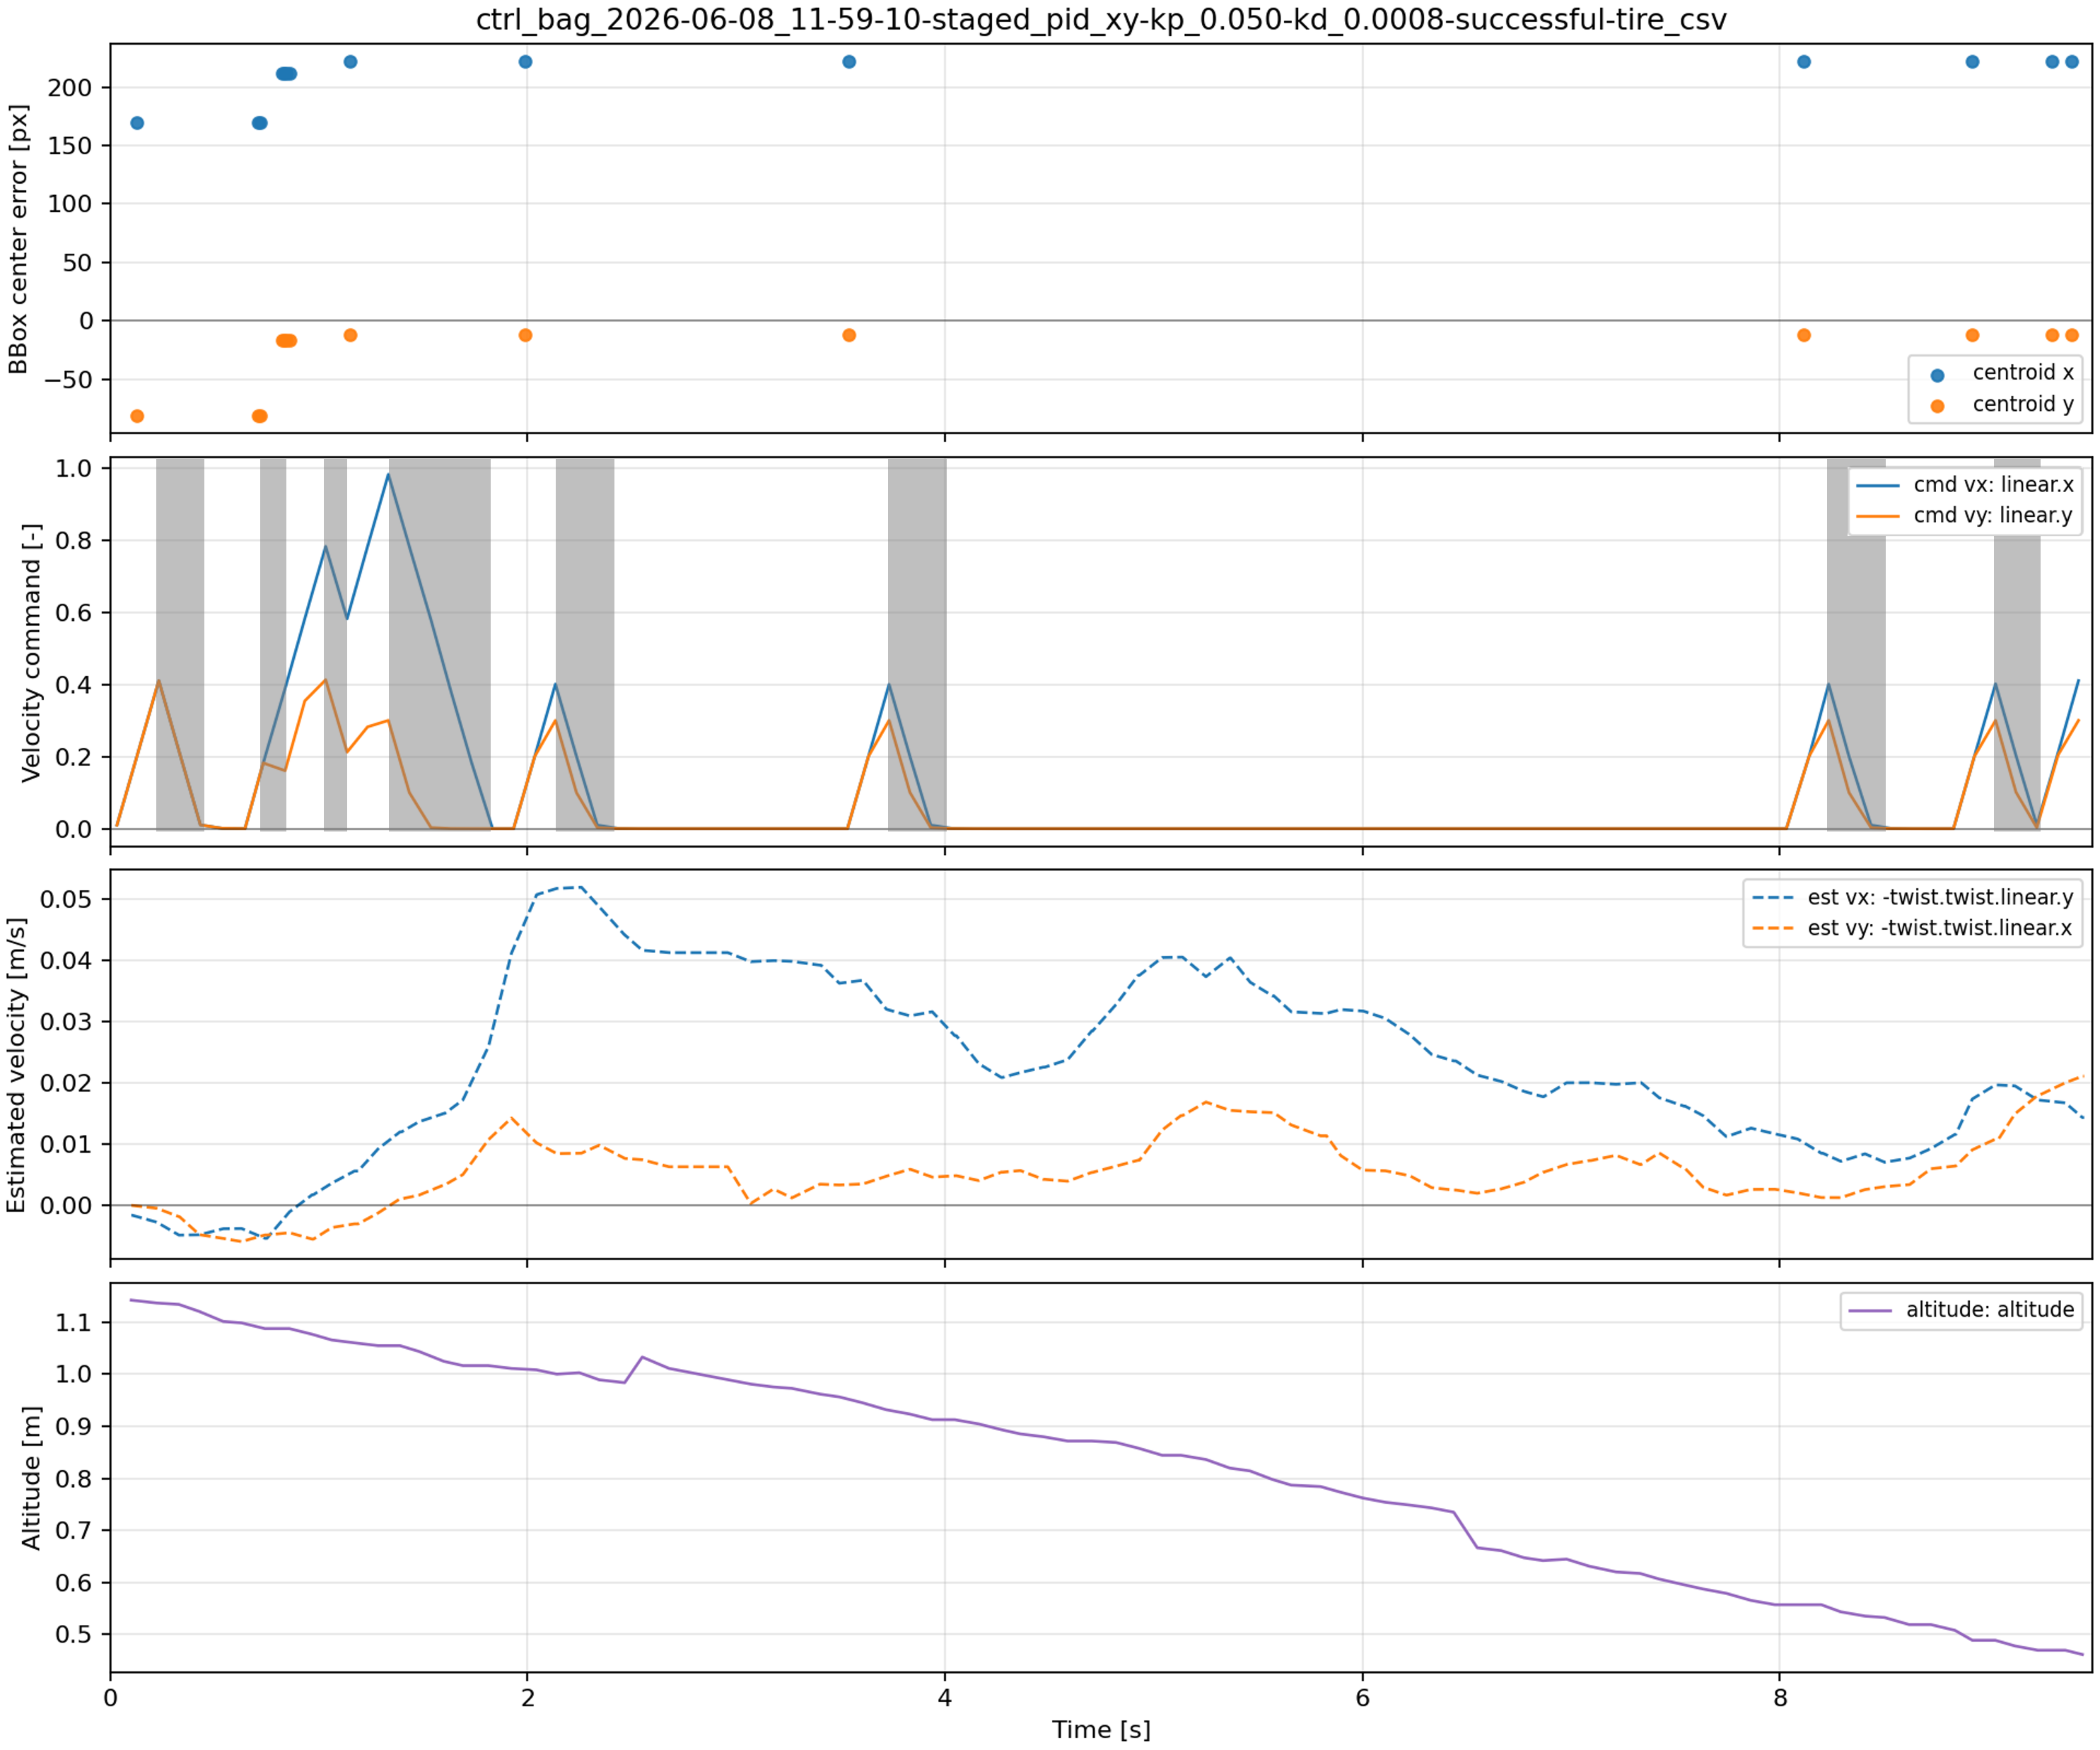 ctrl_bag_2026-06-08_11-59-10-staged_pid_xy-kp_0.050-kd_0.0008-successful-tire_csv
BBox center error [px]
200
150
100
50
0
−50
centroid x
centroid y
Velocity command [-]
1.0
0.8
0.6
0.4
0.2
0.0
cmd vx: linear.x
cmd vy: linear.y
Estimated velocity [m/s]
0.05
0.04
0.03
0.02
0.01
0.00
est vx: -twist.twist.linear.y
est vy: -twist.twist.linear.x
Altitude [m]
1.1
1.0
0.9
0.8
0.7
0.6
0.5
altitude: altitude
0 2 4 6 8
Time [s]